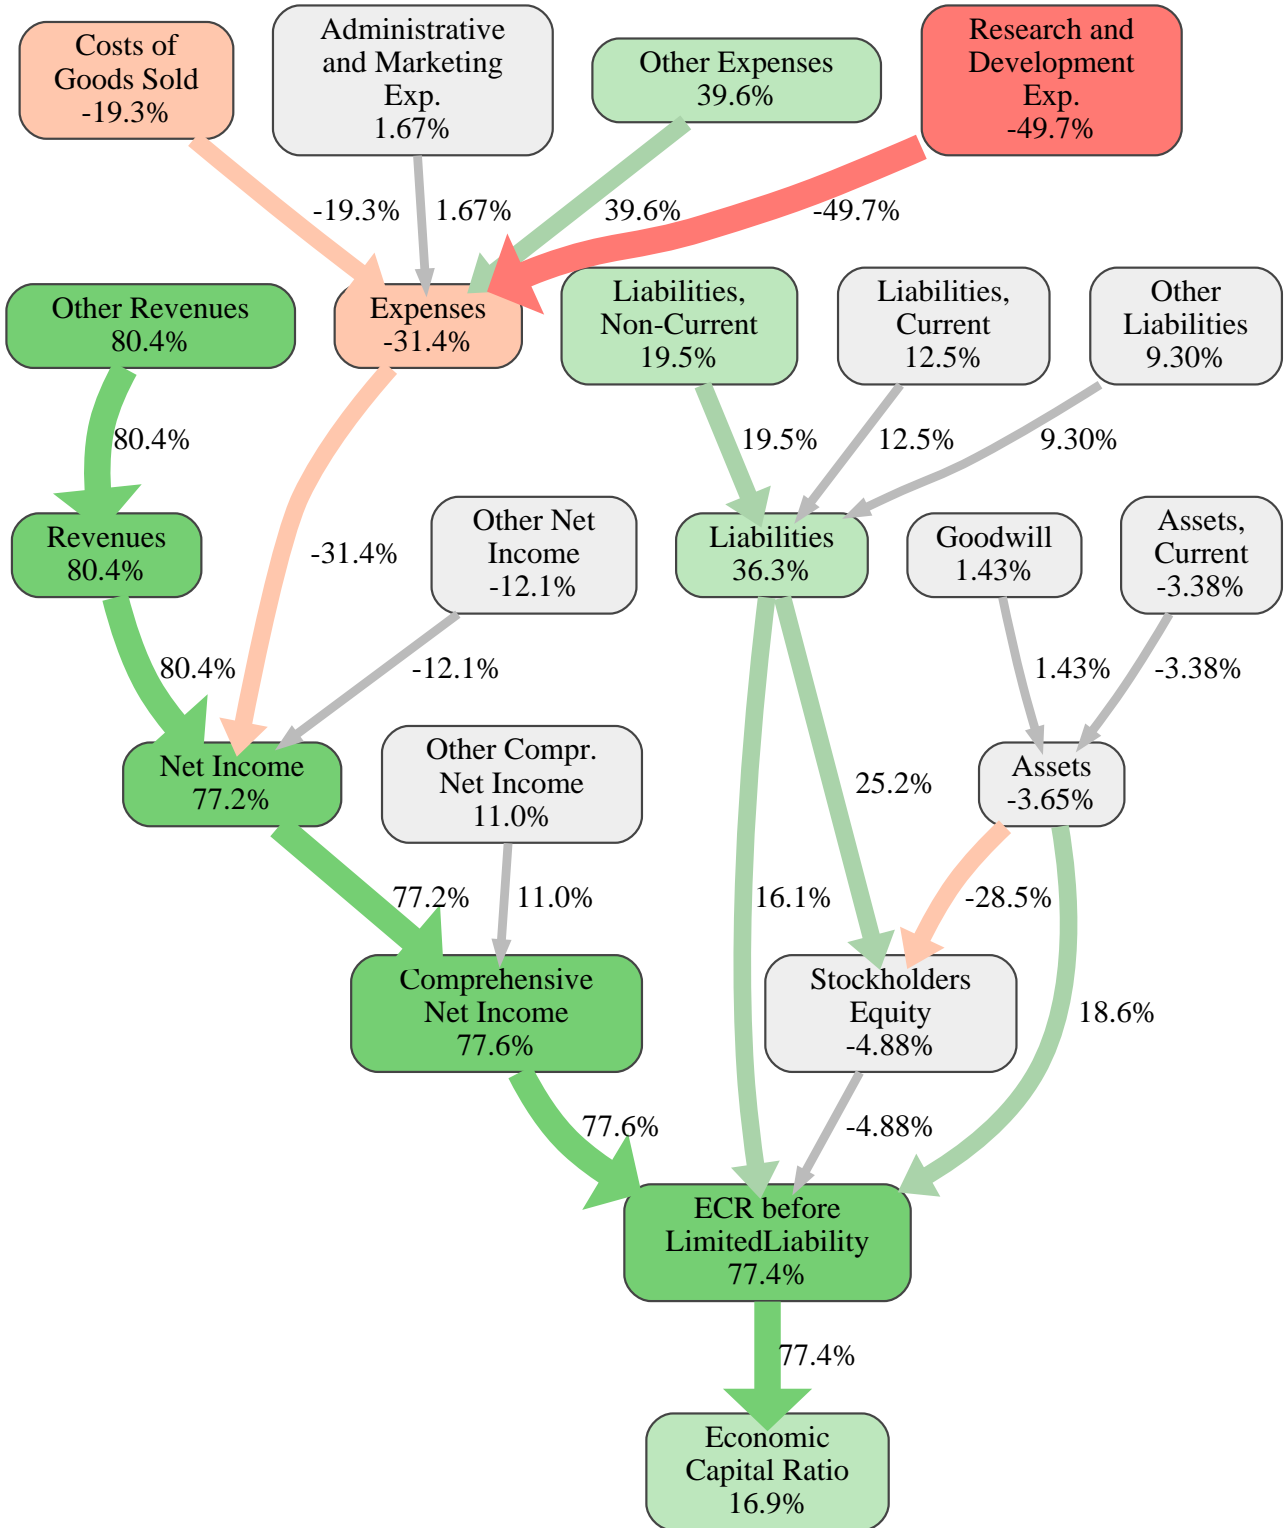 Costs of
Goods Sold
-19.3%
Administrative
and Marketing
Exp.
1.67%
Other Expenses
39.6%
Research and
Development
Exp.
-49.7%
-19.3%
1.67%
39.6%
-49.7%
Other Revenues
80.4%
Expenses
-31.4%
Liabilities,
Non-Current
19.5%
Liabilities,
Current
12.5%
Other
Liabilities
9.30%
80.4%
19.5%
12.5%
9.30%
Revenues
80.4%
-31.4%
Other Net
Income
-12.1%
Liabilities
36.3%
Goodwill
1.43%
Assets,
Current
-3.38%
80.4%
-12.1%
1.43%
-3.38%
Net Income
77.2%
Other Compr.
Net Income
11.0%
25.2%
Assets
-3.65%
77.2%
11.0%
16.1%
-28.5%
Comprehensive
Net Income
77.6%
Stockholders
Equity
-4.88%
18.6%
77.6%
-4.88%
ECR before
LimitedLiability
77.4%
77.4%
Economic
Capital Ratio
16.9%